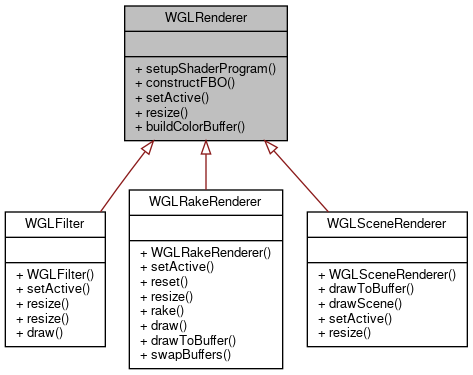 WGLRenderer
+ setupShaderProgram()
+ constructFBO()
+ setActive()
+ resize()
+ buildColorBuffer()
WGLFilter
+ WGLFilter()
+ setActive()
+ resize()
+ resize()
+ draw()
WGLRakeRenderer
+ WGLRakeRenderer()
+ setActive()
+ reset()
+ resize()
+ rake()
+ draw()
+ drawToBuffer()
+ swapBuffers()
WGLSceneRenderer
+ WGLSceneRenderer()
+ drawToBuffer()
+ drawScene()
+ setActive()
+ resize()